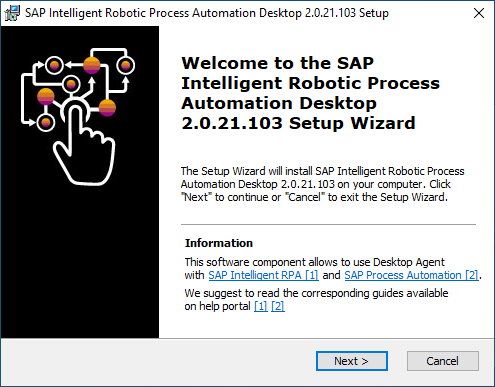 SAP Intelligent Robotic Process Automation Desktop 2.0.21.103 Setup
Welcome to the SAP
Intelligent Robotic Process
Automation Desktop
2.0.21.103 Setup Wizard
The Setup Wizard will install SAP Intelligent Robotic Process
Automation Desktop 2.0.21.103 on your computer. Click
"Next" to continue or "Cancel" to exit the Setup Wizard.
Information
This software component allows to use Desktop Agent
with SAP Intelligent RPA [1] and SAP Process Automation [2].
We suggest to read the corresponding guides available
on help portal [1] [2]
Next > Cancel